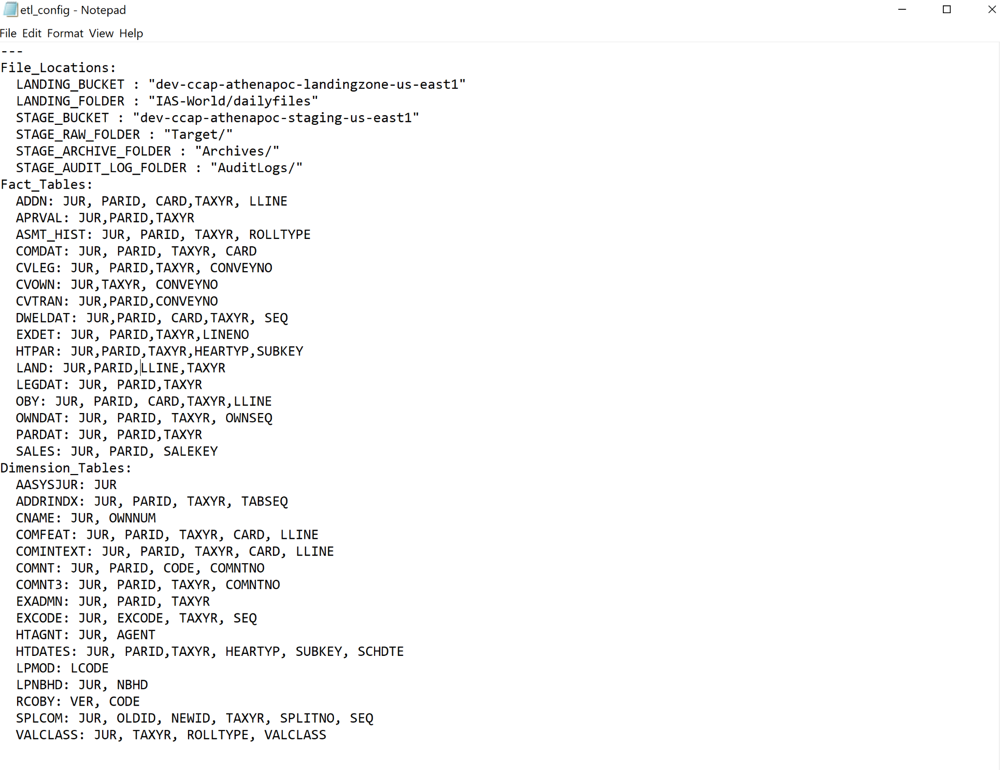 etl_config - Notepad
File Edit Format View Help
---
File_Locations:
  LANDING_BUCKET : "dev-ccap-athenapoc-landingzone-us-east1"
  LANDING_FOLDER : "IAS-World/dailyfiles"
  STAGE_BUCKET : "dev-ccap-athenapoc-staging-us-east1"
  STAGE_RAW_FOLDER : "Target/"
  STAGE_ARCHIVE_FOLDER : "Archives/"
  STAGE_AUDIT_LOG_FOLDER : "AuditLogs/"
Fact_Tables:
  ADDN: JUR, PARID, CARD,TAXYR, LLINE
  APRVAL: JUR,PARID,TAXYR
  ASMT_HIST: JUR, PARID, TAXYR, ROLLTYPE
  COMDAT: JUR, PARID, TAXYR, CARD
  CVLEG: JUR, PARID,TAXYR, CONVEYNO
  CVOWN: JUR,TAXYR, CONVEYNO
  CVTRAN: JUR,PARID,CONVEYNO
  DWELDAT: JUR,PARID, CARD,TAXYR, SEQ
  EXDET: JUR, PARID,TAXYR,LINENO
  HTPAR: JUR,PARID,TAXYR,HEARTYP,SUBKEY
  LAND: JUR,PARID,LLINE,TAXYR
  LEGDAT: JUR, PARID,TAXYR
  OBY: JUR, PARID, CARD,TAXYR,LLINE
  OWNDAT: JUR, PARID, TAXYR, OWNSEQ
  PARDAT: JUR, PARID,TAXYR
  SALES: JUR, PARID, SALEKEY
Dimension_Tables:
  AASYSJUR: JUR
  ADDRINDX: JUR, PARID, TAXYR, TABSEQ
  CNAME: JUR, OWNNUM
  COMFEAT: JUR, PARID, TAXYR, CARD, LLINE
  COMINTEXT: JUR, PARID, TAXYR, CARD, LLINE
  COMNT: JUR, PARID, CODE, COMNTNO
  COMNT3: JUR, PARID, TAXYR, COMNTNO
  EXADMN: JUR, PARID, TAXYR
  EXCODE: JUR, EXCODE, TAXYR, SEQ
  HTAGNT: JUR, AGENT
  HTDATES: JUR, PARID,TAXYR, HEARTYP, SUBKEY, SCHDTE
  LPMOD: LCODE
  LPNBHD: JUR, NBHD
  RCOBY: VER, CODE
  SPLCOM: JUR, OLDID, NEWID, TAXYR, SPLITNO, SEQ
  VALCLASS: JUR, TAXYR, ROLLTYPE, VALCLASS